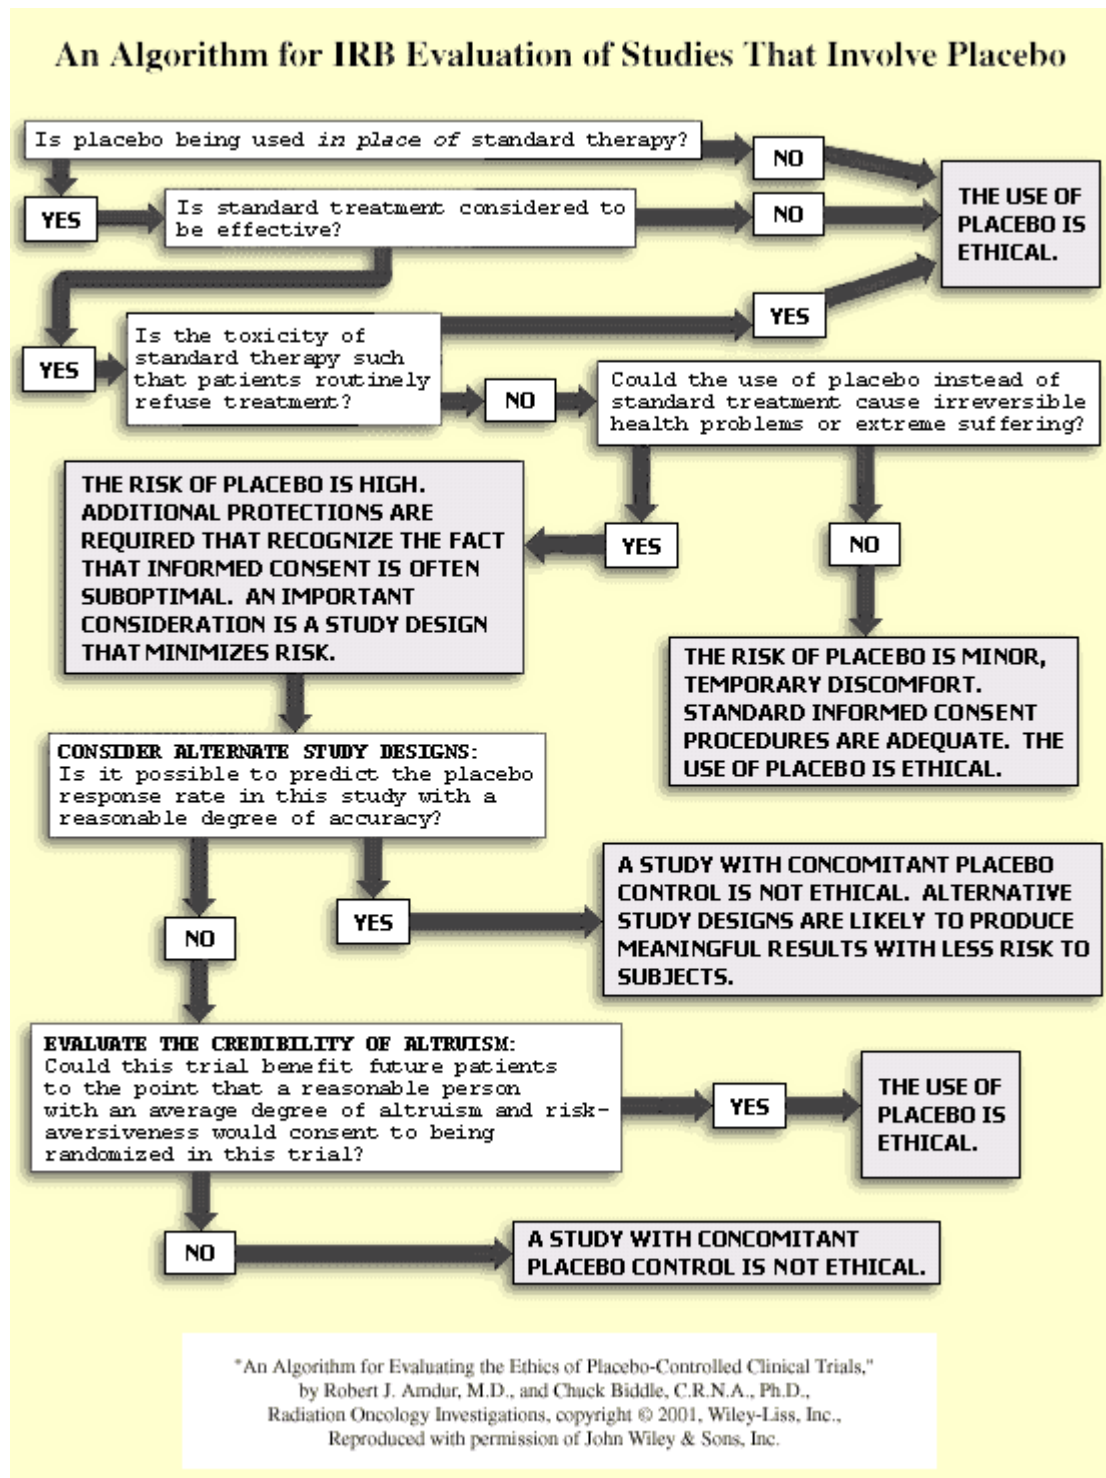 An Algorithm for IRB Evaluation of Studies That Involve Placebo
Is placebo being used in place of standard therapy?
NO
YES
Is standard treatment considered to
be effective?
NO
THE USE OF
PLACEBO IS
ETHICAL.
YES
Is the toxicity of
standard therapy such
that patients routinely
refuse treatment?
YES
NO
Could the use of placebo instead of
standard treatment cause irreversible
health problems or extreme suffering?
YES
NO
THE RISK OF PLACEBO IS HIGH.
ADDITIONAL PROTECTIONS ARE
REQUIRED THAT RECOGNIZE THE FACT
THAT INFORMED CONSENT IS OFTEN
SUBOPTIMAL. AN IMPORTANT
CONSIDERATION IS A STUDY DESIGN
THAT MINIMIZES RISK.
THE RISK OF PLACEBO IS MINOR,
TEMPORARY DISCOMFORT.
STANDARD INFORMED CONSENT
PROCEDURES ARE ADEQUATE. THE
USE OF PLACEBO IS ETHICAL.
CONSIDER ALTERNATE STUDY DESIGNS:
Is it possible to predict the placebo
response rate in this study with a
reasonable degree of accuracy?
NO
YES
A STUDY WITH CONCOMITANT PLACEBO
CONTROL IS NOT ETHICAL. ALTERNATIVE
STUDY DESIGNS ARE LIKELY TO PRODUCE
MEANINGFUL RESULTS WITH LESS RISK TO
SUBJECTS.
EVALUATE THE CREDIBILITY OF ALTRUISM:
Could this trial benefit future patients
to the point that a reasonable person
with an average degree of altruism and risk-
aversiveness would consent to being
randomized in this trial?
YES
THE USE OF
PLACEBO IS
ETHICAL.
NO
A STUDY WITH CONCOMITANT
PLACEBO CONTROL IS NOT ETHICAL.
"An Algorithm for Evaluating the Ethics of Placebo-Controlled Clinical Trials,"
by Robert J. Amdur, M.D., and Chuck Biddle, C.R.N.A., Ph.D.,
Radiation Oncology Investigations, copyright © 2001, Wiley-Liss, Inc.,
Reproduced with permission of John Wiley & Sons, Inc.